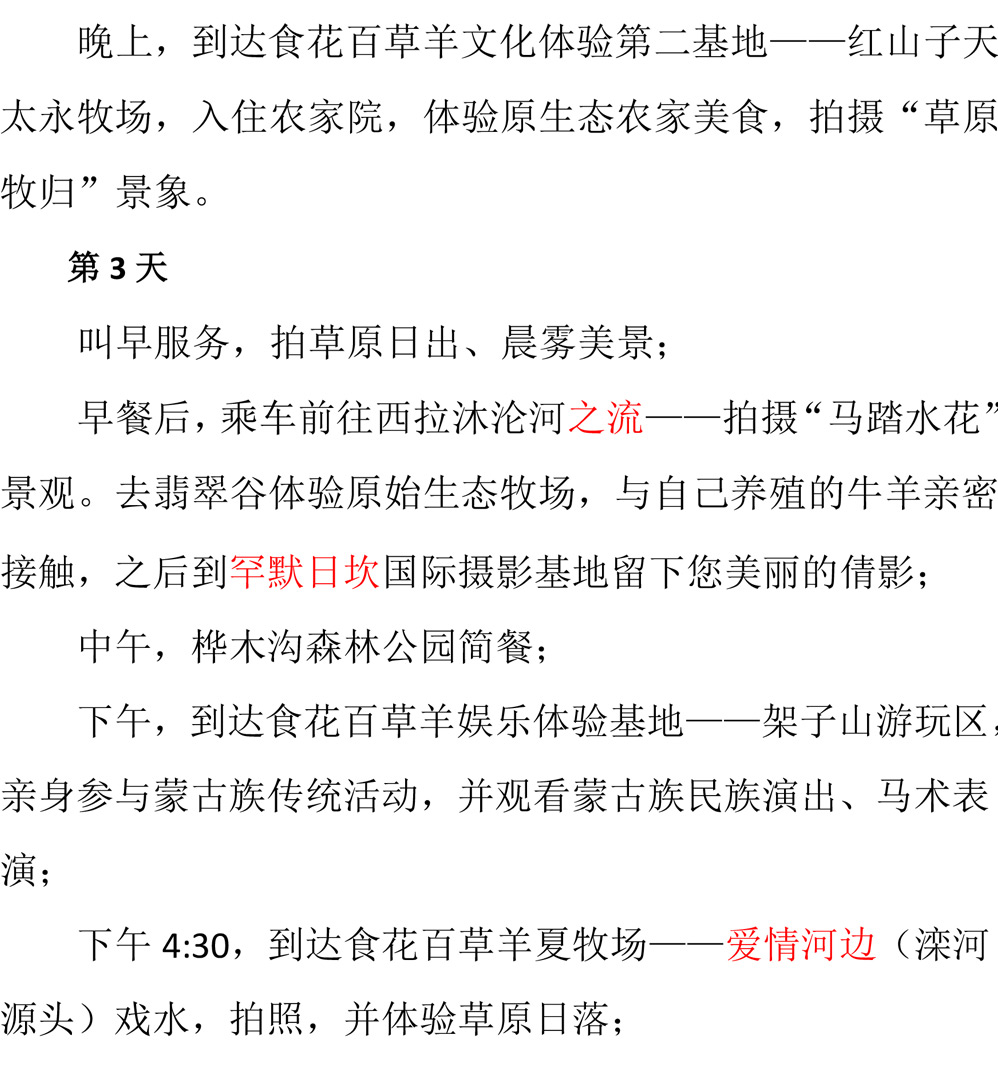 晚上，到达食花百草羊文化体验第二基地——红山子天
太永牧场，入住农家院，体验原生态农家美食，拍摄“草原
牧归”景象。
第 3 天
叫早服务，拍草原日出、晨雾美景；
早餐后，乘车前往西拉沐沦河之流——拍摄“马踏水花”
景观。去翡翠谷体验原始生态牧场，与自己养殖的牛羊亲密
接触，之后到罕默日坎国际摄影基地留下您美丽的倩影；
中午，桦木沟森林公园简餐；
下午，到达食花百草羊娱乐体验基地——架子山游玩区，
亲身参与蒙古族传统活动，并观看蒙古族民族演出、马术表
演；
下午 4:30，到达食花百草羊夏牧场——爱情河边（滦河
源头）戏水，拍照，并体验草原日落；